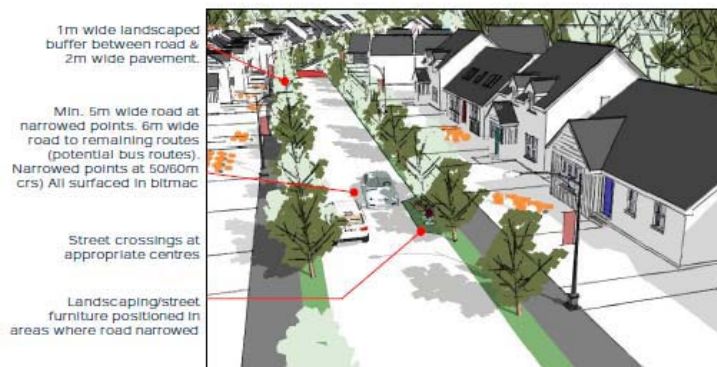 1m wide landscaped
buffer between road &
2m wide pavement.
Min. 5m wide road at
narrowed points. 6m wide
road to remaining routes
(potential bus routes).
Narrowed points at 50/60m
crs) All surfaced in bitmac
Street crossings at
appropriate centres
Landscaping/street
furniture positioned in
areas where road narrowed